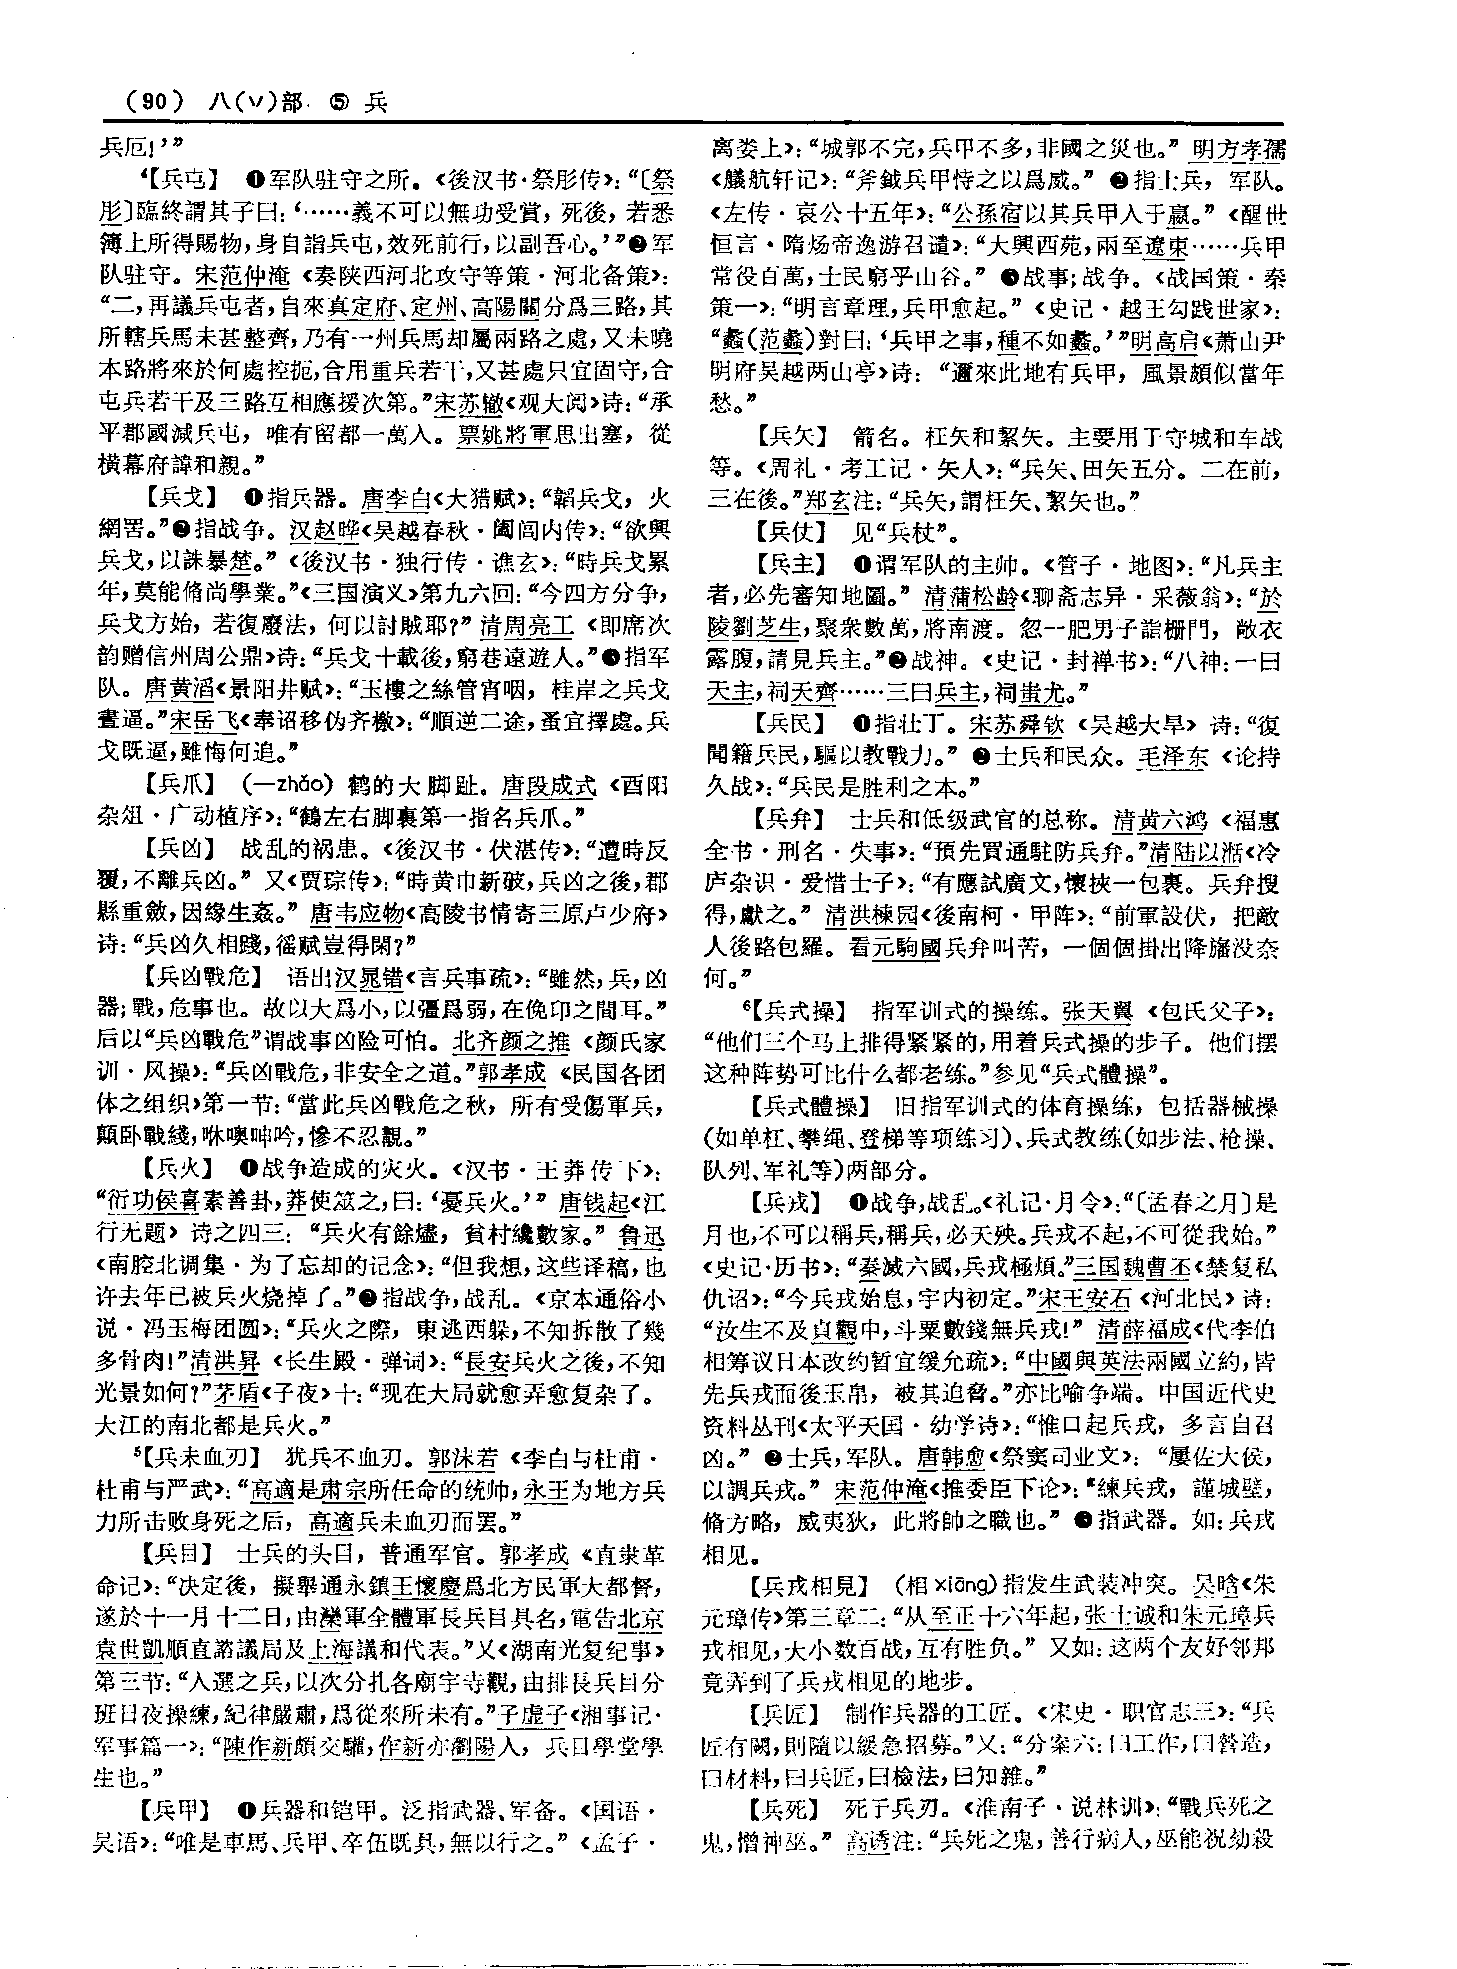 (90) 八(丷)部 ⑤ 兵
兵厄！’”
⁴【兵屯】 ❶军队驻守之所。《後汉书·祭肜传》：“〔祭
肜〕臨終謂其子曰：‘……義不可以無功受賞，死後，若悉
簿上所得賜物，身自詣兵屯，效死前行，以副吾心。’”❷军
队驻守。宋范仲淹《奏陕西河北攻守等策·河北备策》：
“二，再議兵屯者，自來真定府、定州、高陽關分爲三路，其
所轄兵馬未甚整齊，乃有一州兵馬却屬兩路之處，又未曉
本路將來於何處控扼，合用重兵若干，又甚處只宜固守，合
屯兵若干及三路互相應援次第。”宋苏辙《观大阅》诗：“承
平郡國減兵屯，唯有留都一萬人。票姚將軍思出塞，從
横幕府諱和親。”
【兵戈】 ❶指兵器。唐李白《大猎赋》：“韜兵戈，火
網罟。”❷指战争。汉赵晔《吴越春秋·阖闾内传》：“欲興
兵戈，以誅暴楚。”《後汉书·独行传·谯玄》：“時兵戈累
年，莫能脩尚學業。”《三国演义》第九六回：“今四方分争，
兵戈方始，若復廢法，何以討賊耶？”清周亮工《即席次
韵赠信州周公鼎》诗：“兵戈十載後，窮巷遠遊人。”❸指军
队。唐黄滔《景阳井赋》：“玉樓之絲管宵咽，桂岸之兵戈
晝逼。”宋岳飞《奉诏移伪齐檄》：“順逆二途，蚤宜擇處。兵
戈既逼，雖悔何追。”
【兵爪】 (—zhǎo) 鹤的大脚趾。唐段成式《酉阳
杂俎·广动植序》：“鶴左右脚裏第一指名兵爪。”
【兵凶】 战乱的祸患。《後汉书·伏湛传》：“遭時反
覆，不離兵凶。”又《贾琮传》：“時黄巾新破，兵凶之後，郡
縣重斂，因緣生姦。”唐韦应物《高陵书情寄三原卢少府》
诗：“兵凶久相踐，徭賦豈得閑？”
【兵凶戰危】 语出汉晁错《言兵事疏》：“雖然，兵，凶
器；戰，危事也。故以大爲小，以彊爲弱，在俛卬之間耳。”
后以“兵凶戰危”谓战事凶险可怕。北齐颜之推《颜氏家
训·风操》：“兵凶戰危，非安全之道。”郭孝成《民国各团
体之组织》第一节：“當此兵凶戰危之秋，所有受傷軍兵，
顛卧戰綫，咻噢呻吟，慘不忍覩。”
【兵火】 ❶战争造成的灾火。《汉书·王莽传下》：
“衍功侯喜素善卦，莽使筮之，曰：‘憂兵火。’”唐钱起《江
行无题》诗之四三：“兵火有餘燼，貧村纔數家。”鲁迅
《南腔北调集·为了忘却的记念》：“但我想，这些译稿，也
许去年已被兵火烧掉了。”❷指战争，战乱。《京本通俗小
说·冯玉梅团圆》：“兵火之際，東逃西躲，不知拆散了幾
多骨肉！”清洪昇《长生殿·弹词》：“長安兵火之後，不知
光景如何？”茅盾《子夜》十：“现在大局就愈弄愈复杂了。
大江的南北都是兵火。”
⁵【兵未血刃】 犹兵不血刃。郭沫若《李白与杜甫·
杜甫与严武》：“高適是肃宗所任命的统帅，永王为地方兵
力所击败身死之后，高適兵未血刃而罢。”
【兵目】 士兵的头目，普通军官。郭孝成《直隶革
命记》：“决定後，擬舉通永鎮王懷慶爲北方民軍大都督，
遂於十一月十二日，由灤軍全體軍長兵目具名，電告北京
袁世凱順直諮議局及上海議和代表。”又《湖南光复纪事》
第三节：“入選之兵，以次分扎各廟宇寺觀，由排長兵目分
班日夜操練，紀律嚴肅，爲從來所未有。”子虚子《湘事记·
军事篇一》：“陳作新頗交驩，作新亦劉陽人，兵目學堂學
生也。”
【兵甲】 ❶兵器和铠甲。泛指武器、军备。《国语·
吴语》：“唯是車馬、兵甲、卒伍既具，無以行之。”《孟子·
离娄上》：“城郭不完，兵甲不多，非國之災也。”明方孝孺
《艤航轩记》：“斧鉞兵甲恃之以爲威。”❷指士兵，军队。
《左传·哀公十五年》：“公孫宿以其兵甲入于嬴。”《醒世
恒言·隋炀帝逸游召谴》：“大興西苑，兩至遼東……兵甲
常役百萬，士民窮乎山谷。”❸战事；战争。《战国策·秦
策一》：“明言章理，兵甲愈起。”《史记·越王勾践世家》：
“蠡(范蠡)對曰：‘兵甲之事，種不如蠡。’”明高启《萧山尹
明府吴越两山亭》诗：“邇來此地有兵甲，風景頗似當年
愁。”
【兵矢】 箭名。枉矢和絜矢。主要用于守城和车战
等。《周礼·考工记·矢人》：“兵矢、田矢五分。二在前，
三在後。”郑玄注：“兵矢，謂枉矢、絜矢也。”
【兵仗】 见“兵杖”。
【兵主】 ❶谓军队的主帅。《管子·地图》：“凡兵主
者，必先審知地圖。”清蒲松龄《聊斋志异·采薇翁》：“於
陵劉芝生，聚衆數萬，將南渡。忽一肥男子詣栅門，敞衣
露腹，請見兵主。”❷战神。《史记·封禅书》：“八神：一曰
天主，祠天齊……三曰兵主，祠蚩尤。”
【兵民】 ❶指壮丁。宋苏舜钦《吴越大旱》诗：“復
聞籍兵民，驅以教戰力。”❷士兵和民众。毛泽东《论持
久战》：“兵民是胜利之本。”
【兵弁】 士兵和低级武官的总称。清黄六鸿《福惠
全书·刑名·失事》：“預先買通駐防兵弁。”清陆以湉《冷
庐杂识·爱惜士子》：“有應試廣文，懷挾一包裹。兵弁搜
得，獻之。”清洪楝园《後南柯·甲阵》：“前軍設伏，把敵
人後路包羅。看元駒國兵弁叫苦，一個個掛出降旛没奈
何。”
⁶【兵式操】 指军训式的操练。张天翼《包氏父子》：
“他们三个马上排得紧紧的，用着兵式操的步子。他们摆
这种阵势可比什么都老练。”参见“兵式體操”。
【兵式體操】 旧指军训式的体育操练，包括器械操
(如单杠、攀绳、登梯等项练习)、兵式教练(如步法、枪操、
队列、军礼等)两部分。
【兵戎】 ❶战争，战乱。《礼记·月令》：“〔孟春之月〕是
月也，不可以稱兵，稱兵，必天殃。兵戎不起，不可從我始。”
《史记·历书》：“秦滅六國，兵戎極煩。”三国魏曹丕《禁复私
仇诏》：“今兵戎始息，宇内初定。”宋王安石《河北民》诗：
“汝生不及貞觀中，斗粟數錢無兵戎！”清薛福成《代李伯
相筹议日本改约暂宜缓允疏》：“中國與英法兩國立約，皆
先兵戎而後玉帛，被其迫脅。”亦比喻争端。中国近代史
资料丛刊《太平天国·幼学诗》：“惟口起兵戎，多言自召
凶。”❷士兵，军队。唐韩愈《祭窦司业文》：“屢佐大侯，
以調兵戎。”宋范仲淹《推委臣下论》：“練兵戎，謹城壁，
脩方略，威夷狄，此將帥之職也。”❸指武器。如：兵戎
相见。
【兵戎相見】 (相 xiāng)指发生武装冲突。吴晗《朱
元璋传》第三章二：“从至正十六年起，张士诚和朱元璋兵
戎相见，大小数百战，互有胜负。”又如：这两个友好邻邦
竟弄到了兵戎相见的地步。
【兵匠】 制作兵器的工匠。《宋史·职官志三》：“兵
匠有闕，則隨以緩急招募。”又：“分案六：曰工作，曰營造，
曰材料，曰兵匠，曰檢法，曰知雜。”
【兵死】 死于兵刃。《淮南子·说林训》：“戰兵死之
鬼，憎神巫。”高诱注：“兵死之鬼，善行病人，巫能祝劾殺